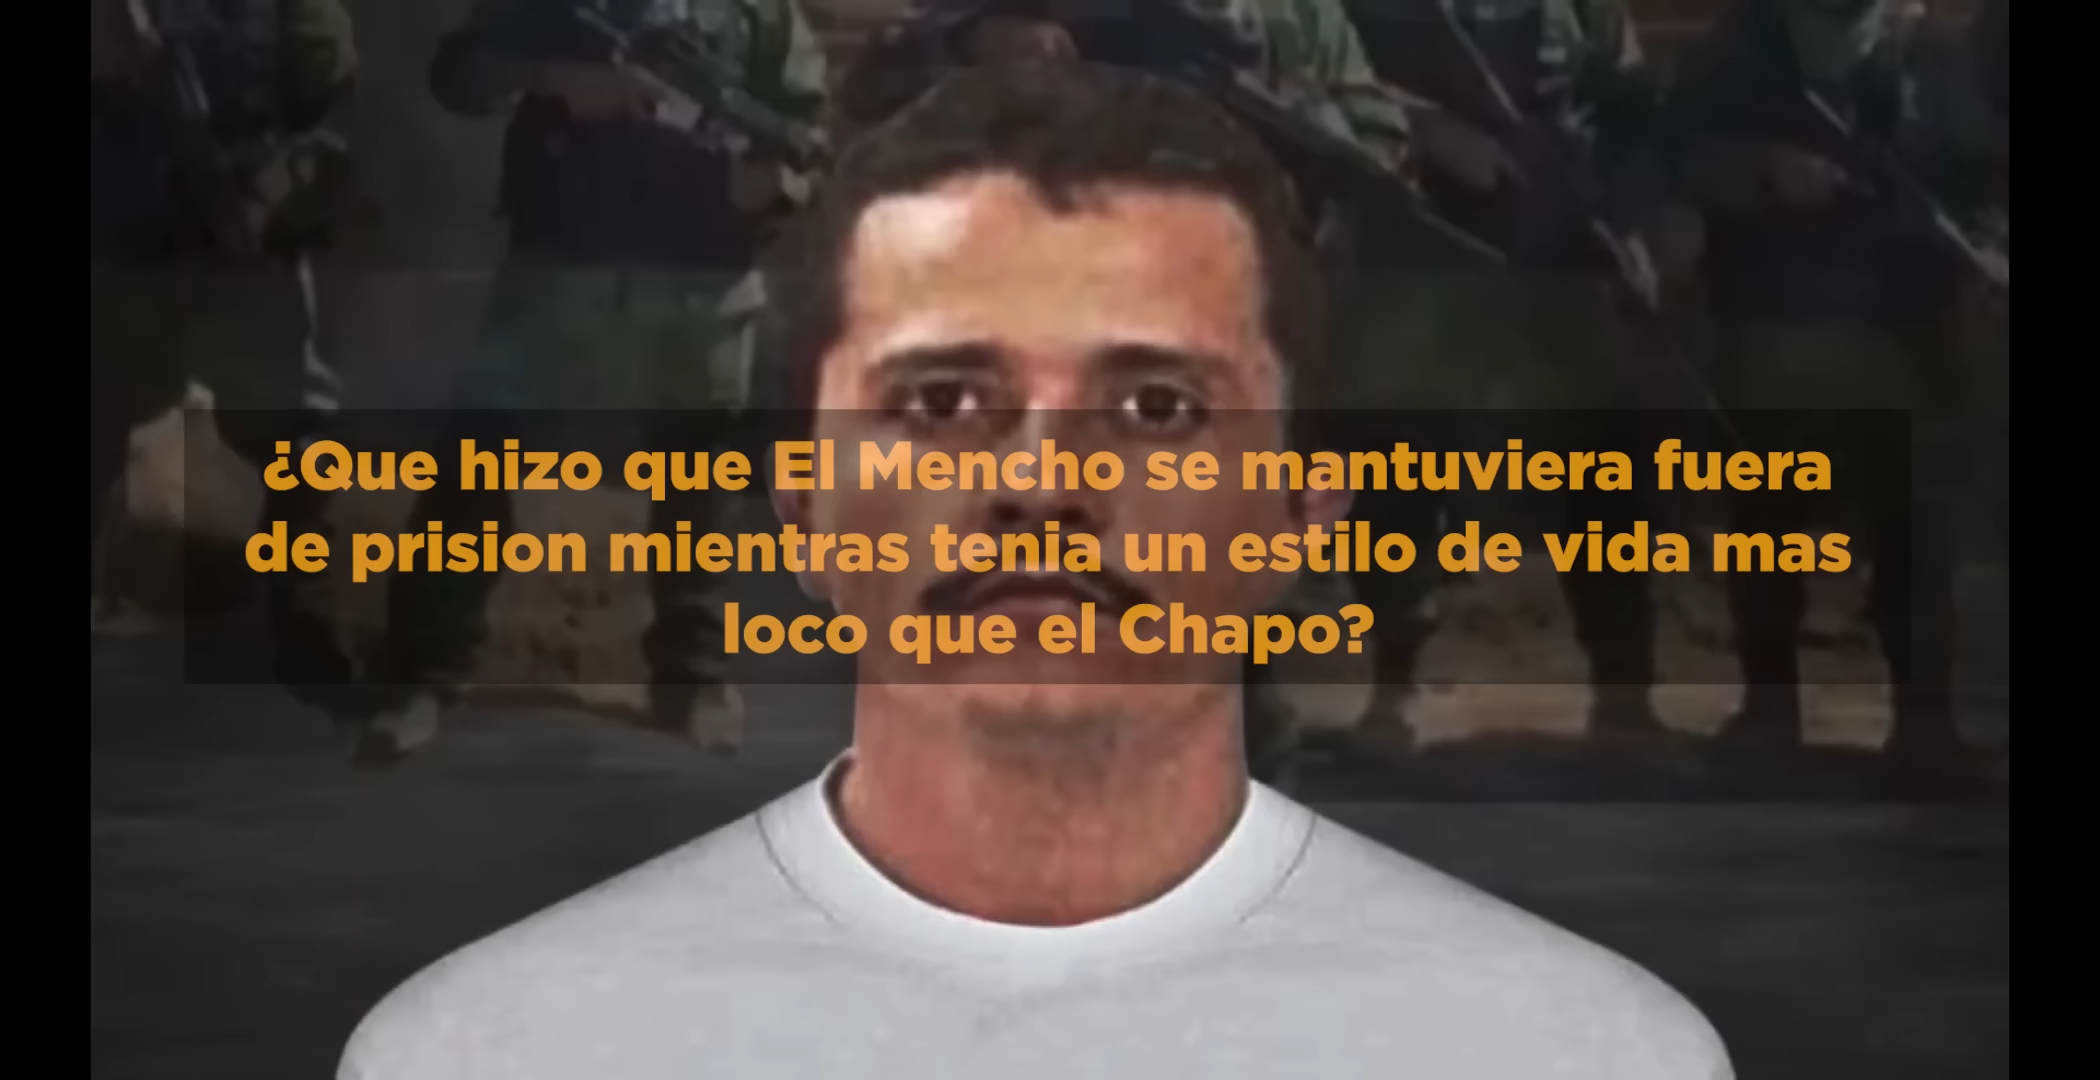 ¿Que hizo que El Mencho se mantuviera fuera
de prision mientras tenia un estilo de vida mas
loco que el Chapo?